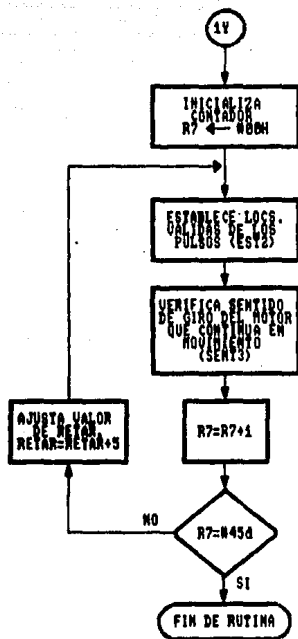 1Y
INICIALIZA
CONTADOR
R7 ← #00H
ESTABLECE LOCS.
VALIDAS DE LOS
PULSOS (EST2)
VERIFICA SENTIDO
DE GIRO DEL MOTOR
QUE CONTINUA EN
MOVIMIENTO
(SENT3)
AJUSTA VALOR
DE RETAR,
RETAR=RETAR+5
R7=R7+1
NO
R7=#45d
SI
FIN DE RUTINA